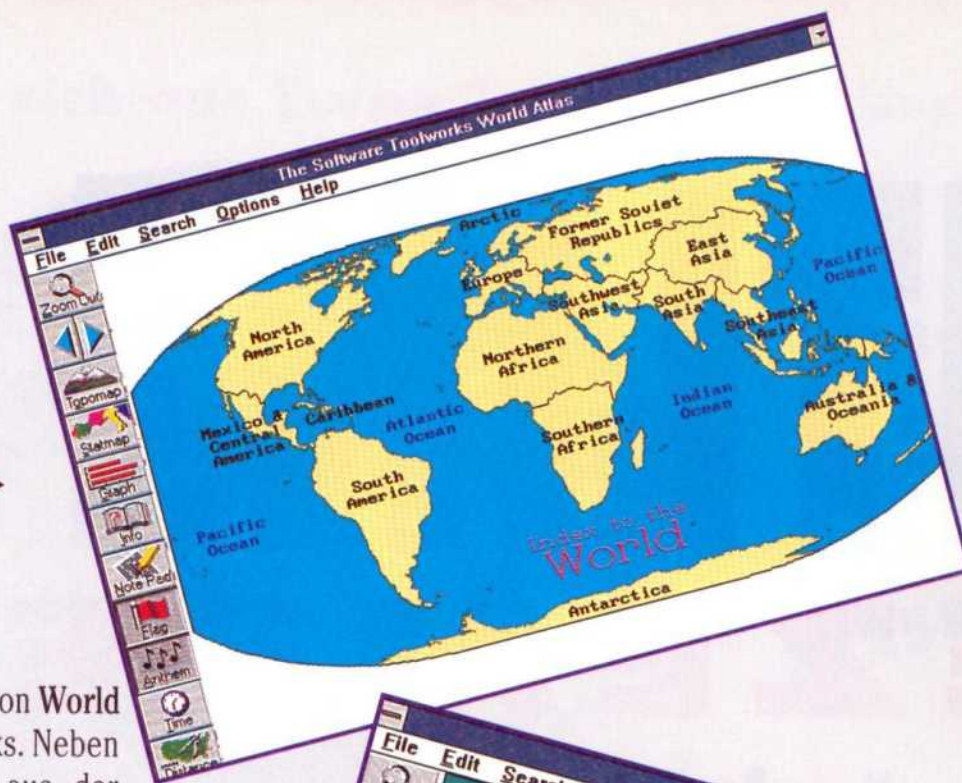 The Software Toolworks World Atlas
File Edit Search Options Help
Zoom Out
Topomap
Statmap
Graph
Info
Note Pad
Flag
Anthem
Time
Distance
Arctic
Former Soviet
Republics
Europe
East
Asia
Southwest
Asia
South
Asia
Southeast
Asia
Pacific
Ocean
North
America
Northern
Africa
Mexico &
Central
America
Caribbean
Atlantic
Ocean
Indian
Ocean
Australia &
Oceania
Southern
Africa
South
America
Pacific
Ocean
Index to the
World
Antarctica
on World
ks. Neben
aus der
File Edit Search